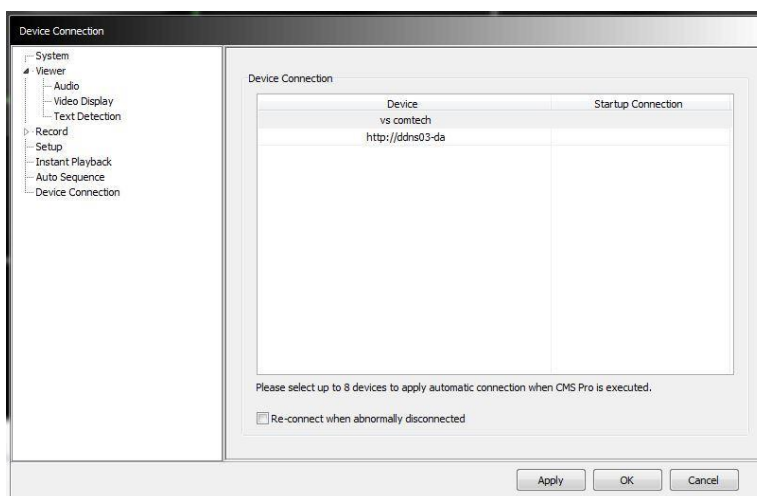 Device Connection
System
Viewer
Audio
Video Display
Text Detection
Record
Setup
Instant Playback
Auto Sequence
Device Connection
Device Connection
Device Startup Connection
vs comtech
http://ddns03-da
Please select up to 8 devices to apply automatic connection when CMS Pro is executed.
Re-connect when abnormally disconnected
Apply OK Cancel